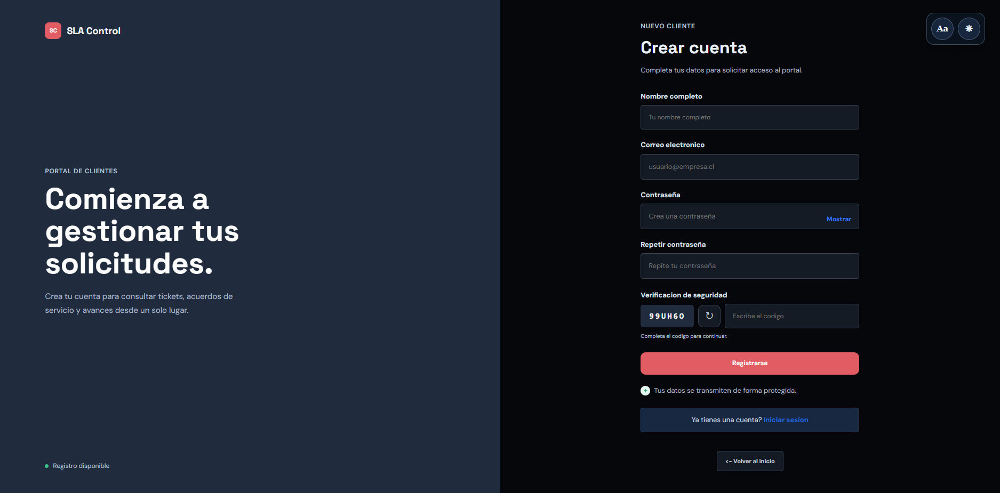 SC
SLA Control
PORTAL DE CLIENTES
Comienza a
gestionar tus
solicitudes.
Crea tu cuenta para consultar tickets, acuerdos de
servicio y avances desde un solo lugar.
Registro disponible
Aa
NUEVO CLIENTE
Crear cuenta
Completa tus datos para solicitar acceso al portal.
Nombre completo
Tu nombre completo
Correo electronico
usuario@empresa.cl
Contraseña
Crea una contraseña
Mostrar
Repetir contraseña
Repite tu contraseña
Verificacion de seguridad
99UH6O
Escribe el codigo
Completa el codigo para continuar.
Registrarse
Tus datos se transmiten de forma protegida.
Ya tienes una cuenta? Iniciar sesion
<- Volver al inicio